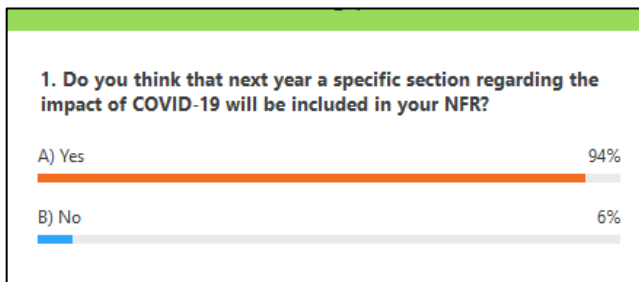 1. Do you think that next year a specific section regarding the
impact of COVID-19 will be included in your NFR?
A) Yes 94%
B) No 6%